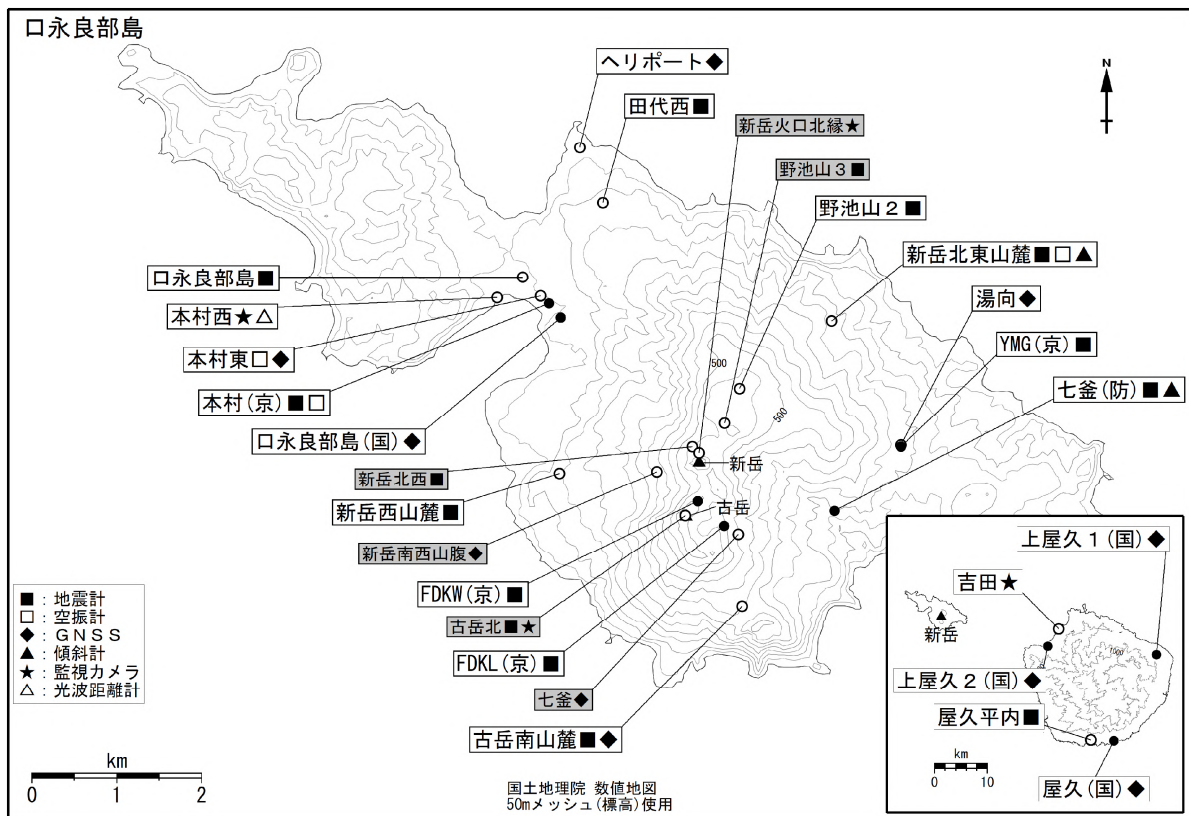 口永良部島
N
ヘリポート◆
田代西■
新岳火口北縁★
野池山3■
野池山2■
新岳北東山麓■□▲
口永良部島■
湯向◆
本村西★△
YMG(京)■
本村東□◆
七釜(防)■▲
本村(京)■□
500
500
口永良部島(国)◆
新岳
新岳北西■
新岳西山麓■
古岳
新岳南西山腹◆
FDKW(京)■
古岳北■★
FDKL(京)■
七釜◆
古岳南山麓■◆
■:地震計
□:空振計
◆:GNSS
▲:傾斜計
★:監視カメラ
△:光波距離計
km
0 1 2
国土地理院 数値地図
50mメッシュ(標高)使用
上屋久1(国)◆
吉田★
新岳
1000
上屋久2(国)◆
屋久平内■
km
0 10
屋久(国)◆